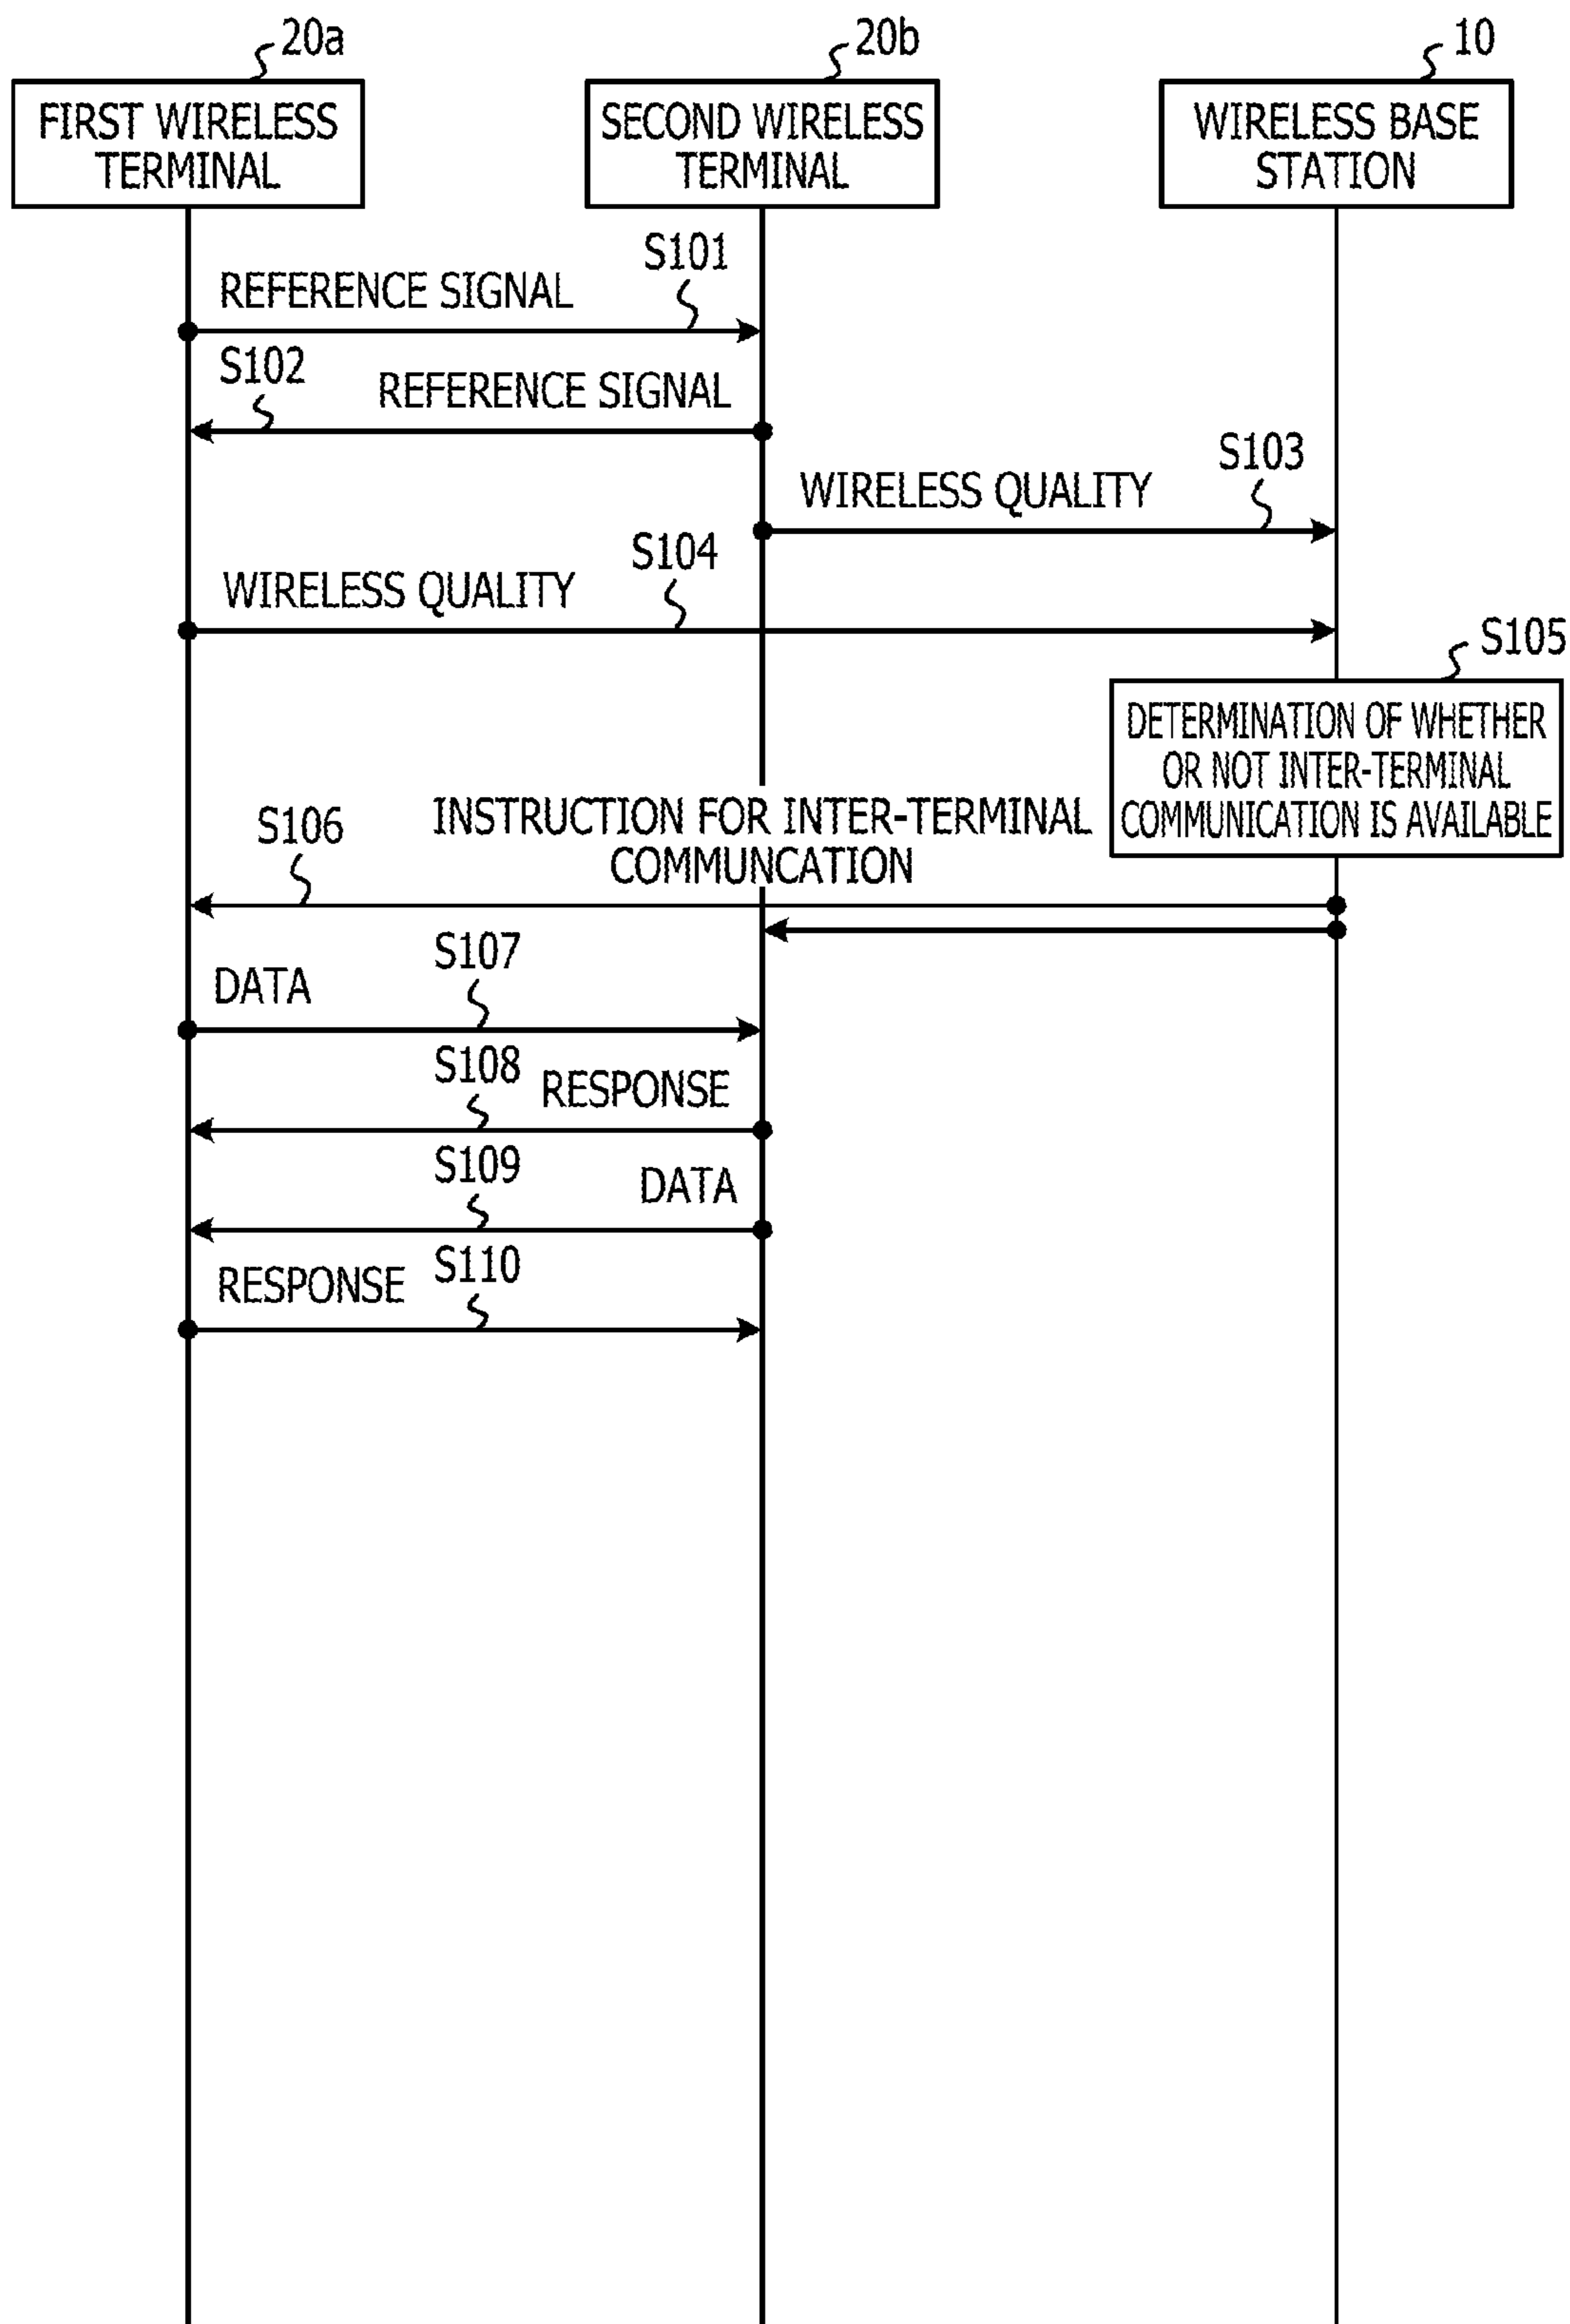 20a
20b
10
FIRST WIRELESS
TERMINAL
SECOND WIRELESS
TERMINAL
WIRELESS BASE
STATION
S101
REFERENCE SIGNAL
S102
REFERENCE SIGNAL
S103
WIRELESS QUALITY
S104
WIRELESS QUALITY
S105
DETERMINATION OF WHETHER
OR NOT INTER-TERMINAL
COMMUNICATION IS AVAILABLE
S106
INSTRUCTION FOR INTER-TERMINAL
COMMUNCATION
S107
DATA
S108
RESPONSE
S109
DATA
S110
RESPONSE